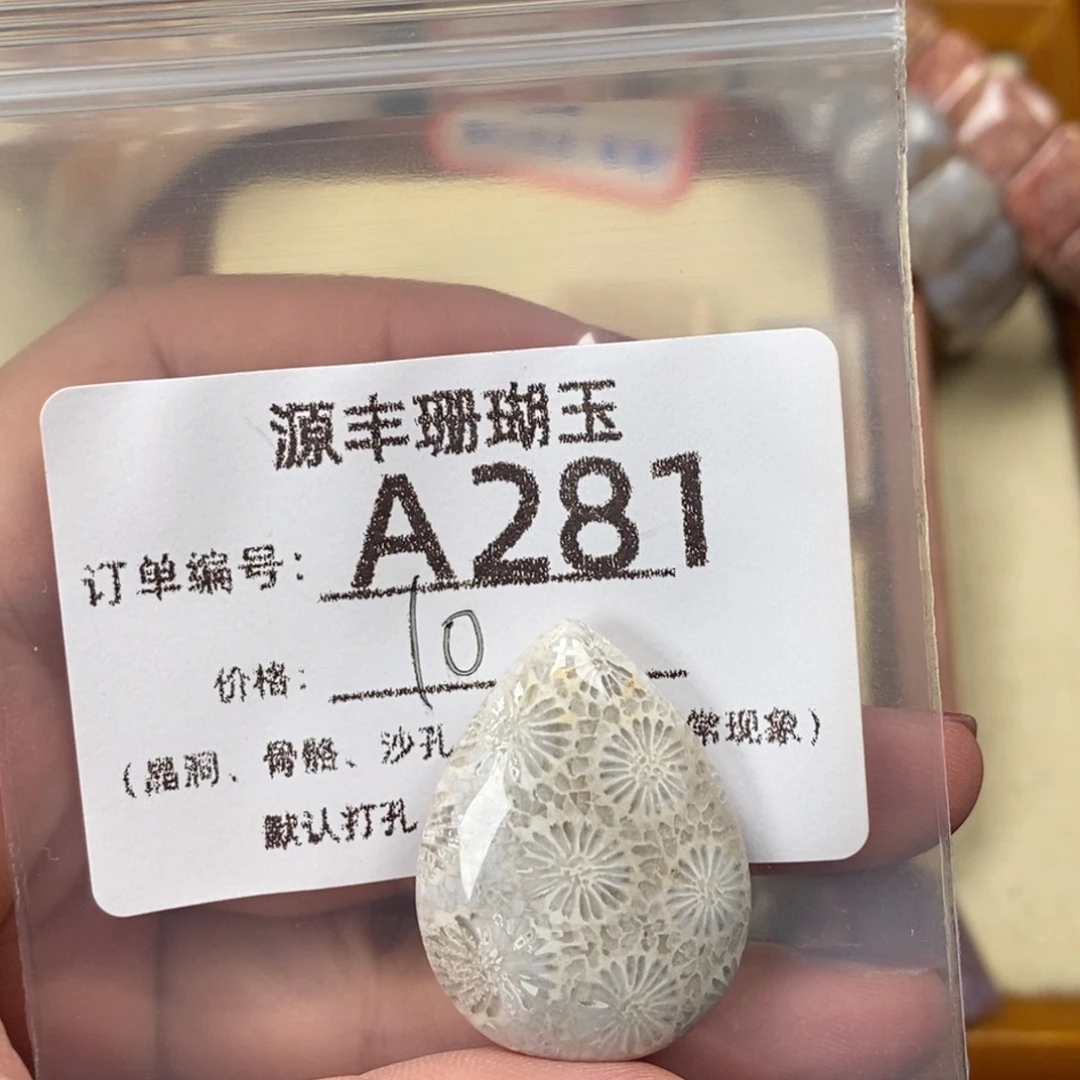 源丰珊瑚玉
订单编号: A281
价格: 10
(晶洞、骨骼、沙孔 常现象)
默认打孔